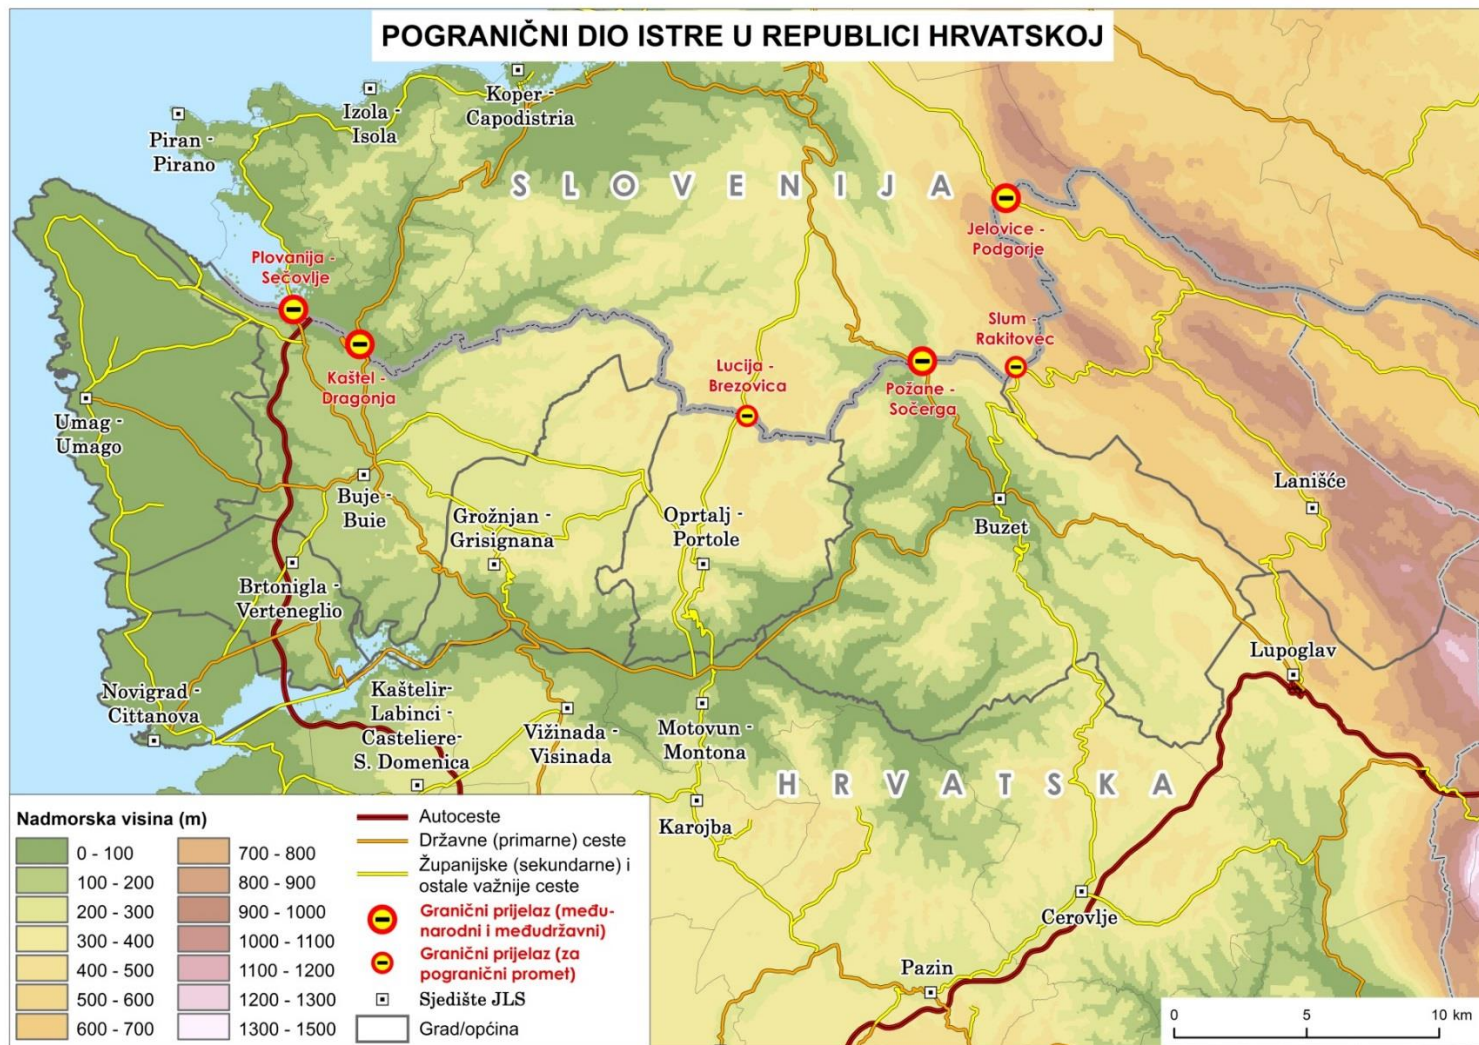 POGRANIČNI DIO ISTRE U REPUBLICI HRVATSKOJ
Koper -
Capodistria
Izola -
Isola
Piran -
Pirano
SLOVENIJA
Jelovice -
Podgorje
Plovanija -
Sečovlje
Slum -
Rakitovec
Kaštel -
Dragonja
Lucija -
Brezovica
Požane -
Sočerga
Umag -
Umago
Buje -
Buie
Grožnjan -
Grisignana
Oprtalj -
Portole
Buzet
Lanišće
Brtonigla -
Verteneglio
Lupoglav
Novigrad -
Cittanova
Kaštelir-
Labinci -
Casteliere-
S. Domenica
Vižinada -
Visinada
Motovun -
Montona
HRVATSKA
Karojba
Cerovlje
Pazin
Nadmorska visina (m)
0 - 100
100 - 200
200 - 300
300 - 400
400 - 500
500 - 600
600 - 700
700 - 800
800 - 900
900 - 1000
1000 - 1100
1100 - 1200
1200 - 1300
1300 - 1500
Autoceste
Državne (primarne) ceste
Županijske (sekundarne) i
ostale važnije ceste
Granični prijelaz (među-
narodni i međudržavni)
Granični prijelaz (za
pogranični promet)
Sjedište JLS
Grad/općina
0 5 10 km